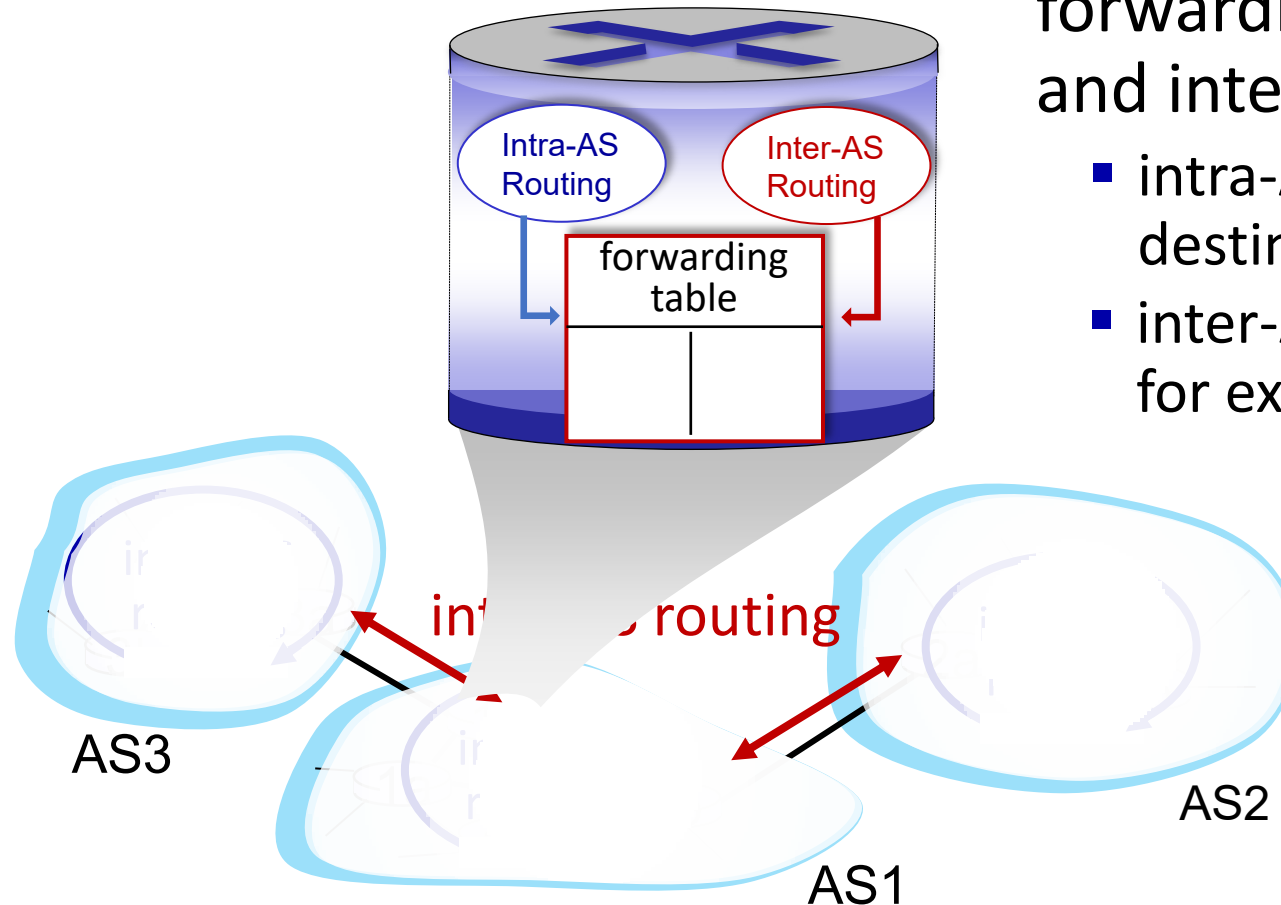 forwardi
and inte
intra-A
destin
inter-A
for ex
Intra-AS
Routing
Inter-AS
Routing
forwarding
table
routing
AS3
AS2
AS1